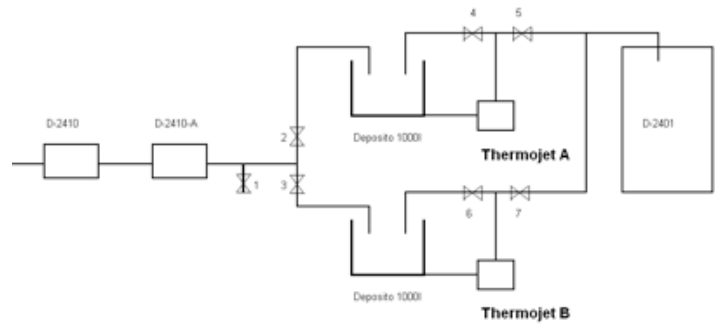 4 5
D-2410 D-2410-A D-2401
2
Deposito 1000l
Thermojet A
1 3
6 7
Deposito 1000l
Thermojet B